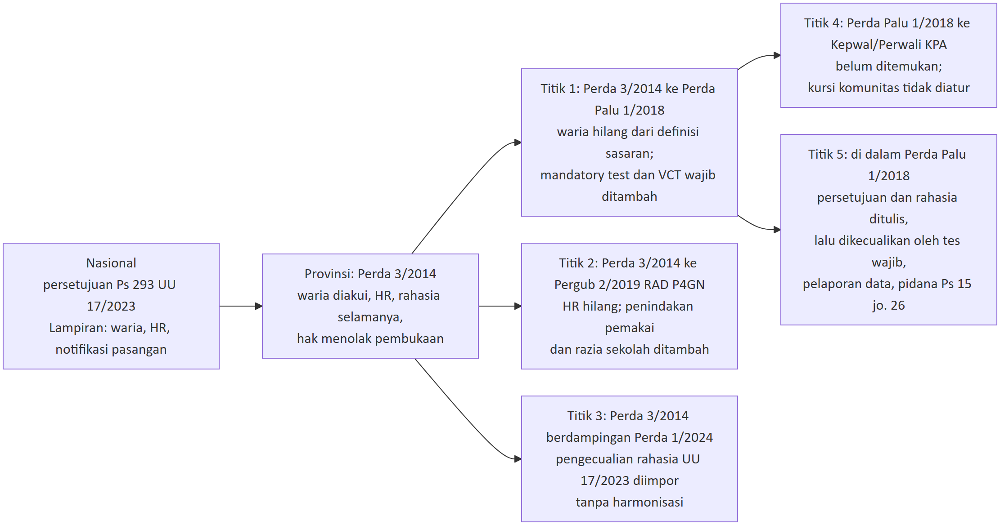 Nasional
persetujuan Ps 293 UU
17/2023
Lampiran: waria, HR,
notifikasi pasangan
Provinsi: Perda 3/2014
waria diakui, HR, rahasia
selamanya,
hak menolak pembukaan
Titik 1: Perda 3/2014 ke Perda
Palu 1/2018
waria hilang dari definisi
sasaran;
mandatory test dan VCT wajib
ditambah
Titik 2: Perda 3/2014 ke
Pergub 2/2019 RAD P4GN
HR hilang; penindakan
pemakai
dan razia sekolah ditambah
Titik 3: Perda 3/2014
berdampingan Perda 1/2024
pengecualian rahasia UU
17/2023 diimpor
tanpa harmonisasi
Titik 4: Perda Palu 1/2018 ke
Kepwal/Perwali KPA
belum ditemukan;
kursi komunitas tidak diatur
Titik 5: di dalam Perda Palu
1/2018
persetujuan dan rahasia
ditulis,
lalu dikecualikan oleh tes
wajib,
pelaporan data, pidana Ps 15
jo. 26